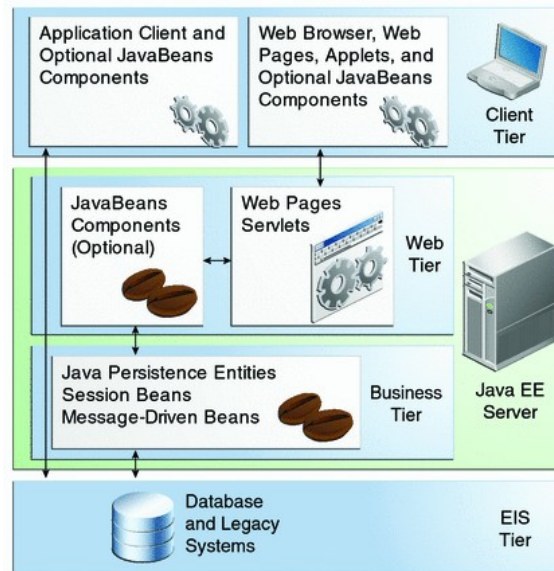 Application Client and
Optional JavaBeans
Components
Web Browser, Web
Pages, Applets, and
Optional JavaBeans
Components
Client
Tier
JavaBeans
Components
(Optional)
Web Pages
Servlets
Web
Tier
Java Persistence Entities
Session Beans
Message-Driven Beans
Business
Tier
Java EE
Server
Database
and Legacy
Systems
EIS
Tier